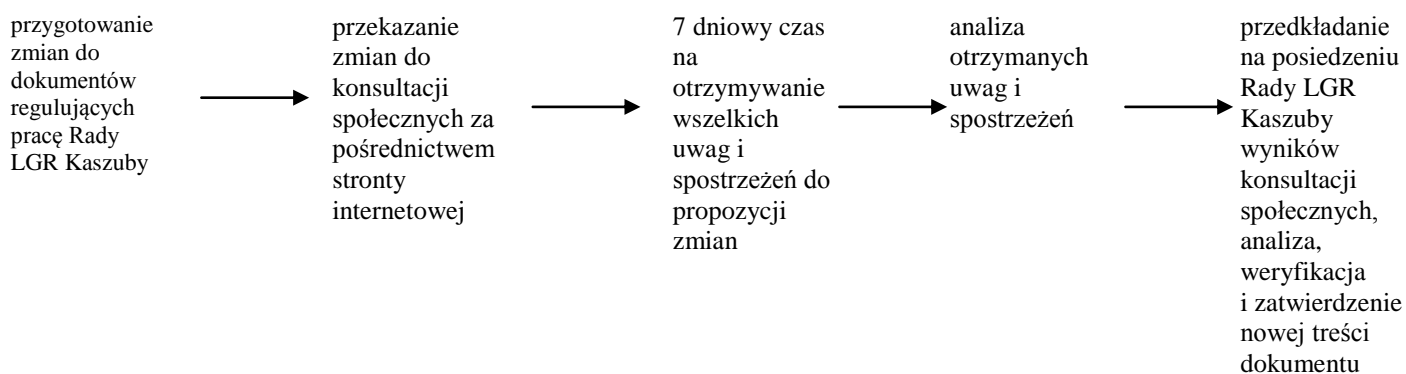 przygotowanie
zmian do
dokumentów
regulujących
pracę Rady
LGR Kaszuby
przekazanie
zmian do
konsultacji
społecznych za
pośrednictwem
stronty
internetowej
7 dniowy czas
na
otrzymywanie
wszelkich
uwag i
spostrzeżeń do
propozycji
zmian
analiza
otrzymanych
uwag i
spostrzeżeń
przedkładanie
na posiedzeniu
Rady LGR
Kaszuby
wyników
konsultacji
społecznych,
analiza,
weryfikacja
i zatwierdzenie
nowej treści
dokumentu